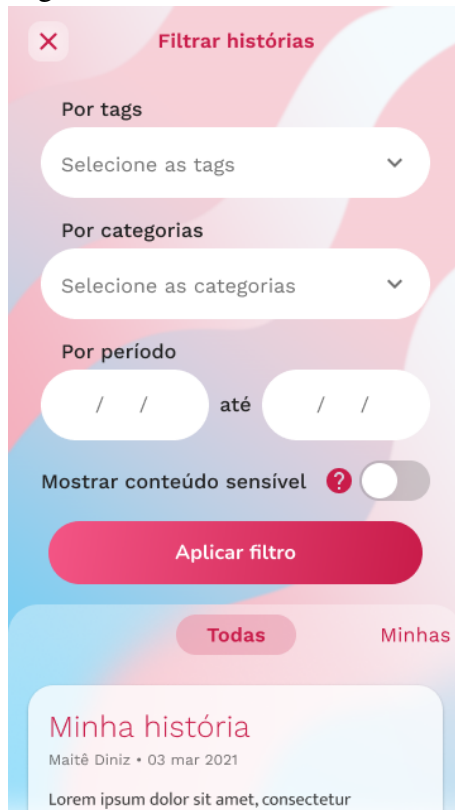 Filtrar histórias
Por tags
Selecione as tags
Por categorias
Selecione as categorias
Por período
/ / até / /
Mostrar conteúdo sensível ?
Aplicar filtro
Todas Minhas
Minha história
Maitê Diniz • 03 mar 2021
Lorem ipsum dolor sit amet, consectetur